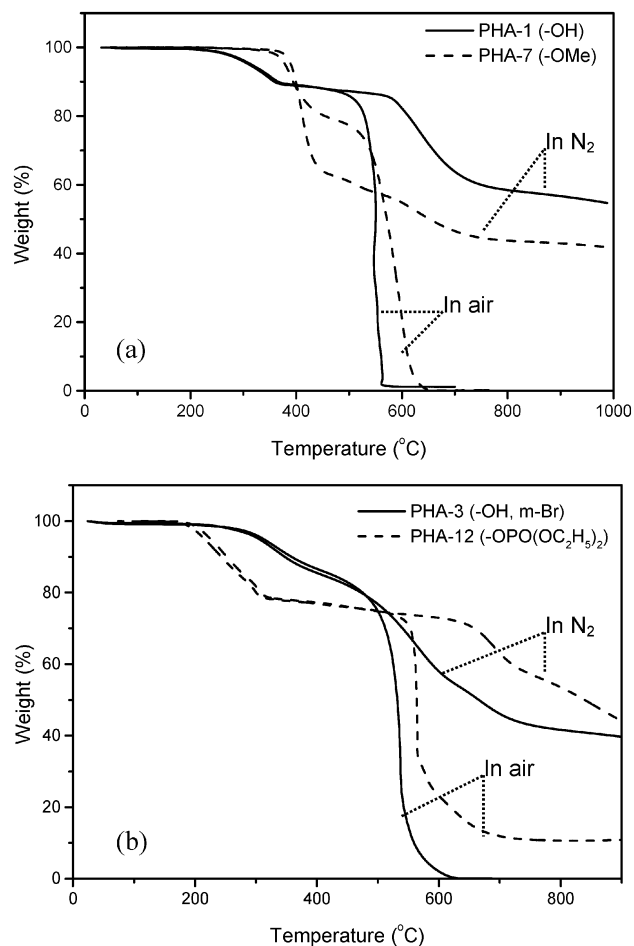 PHA-1 (-OH)
PHA-7 (-OMe)
100
80
60
40
20
0
Weight (%)
In N₂
In air
(a)
0 200 400 600 800 1000
Temperature (°C)
PHA-3 (-OH, m-Br)
PHA-12 (-OPO(OC₂H₅)₂)
100
80
60
40
20
0
Weight (%)
In N₂
In air
(b)
0 200 400 600 800
Temperature (°C)